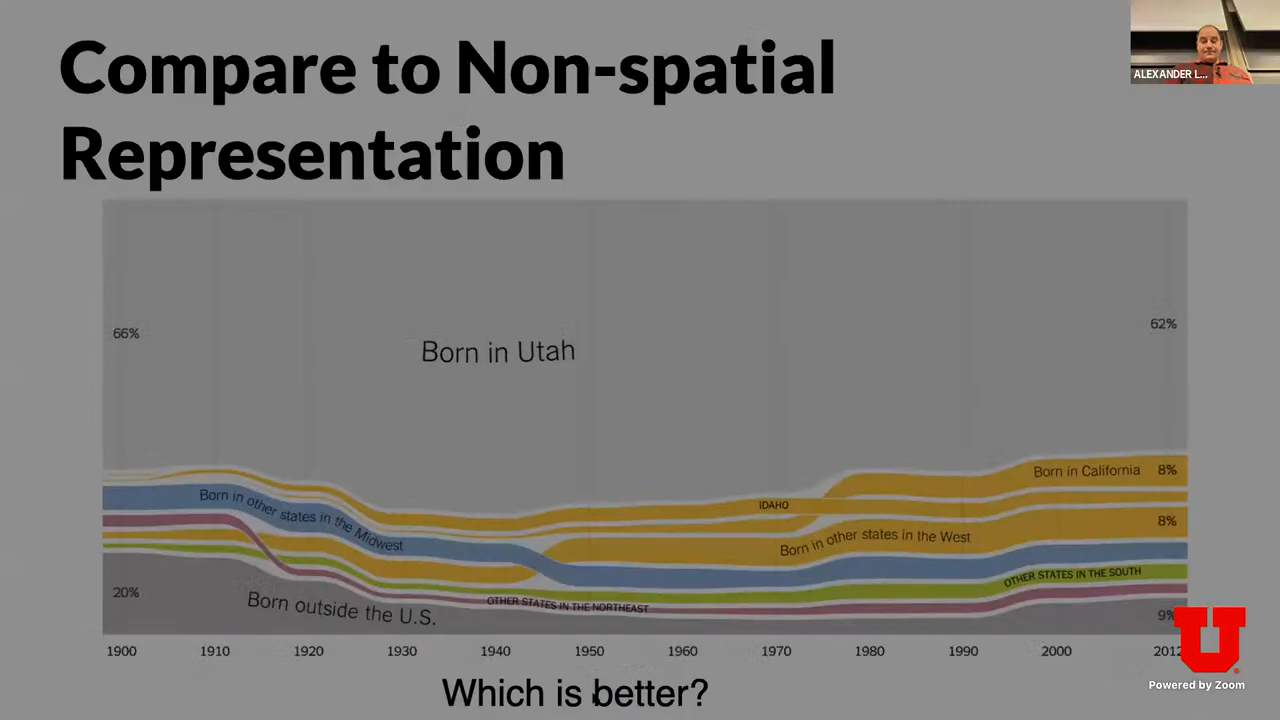 Compare to Non-spatial
Representation
ALEXANDER L...
66%
62%
Born in Utah
Born in California 8%
IDAHO
Born in other states in the Midwest
8%
Born in other states in the West
OTHER STATES IN THE SOUTH
20%
Born outside the U.S.
OTHER STATES IN THE NORTHEAST
9%
1900 1910 1920 1930 1940 1950 1960 1970 1980 1990 2000 2012
U
Powered by Zoom
Which is better?